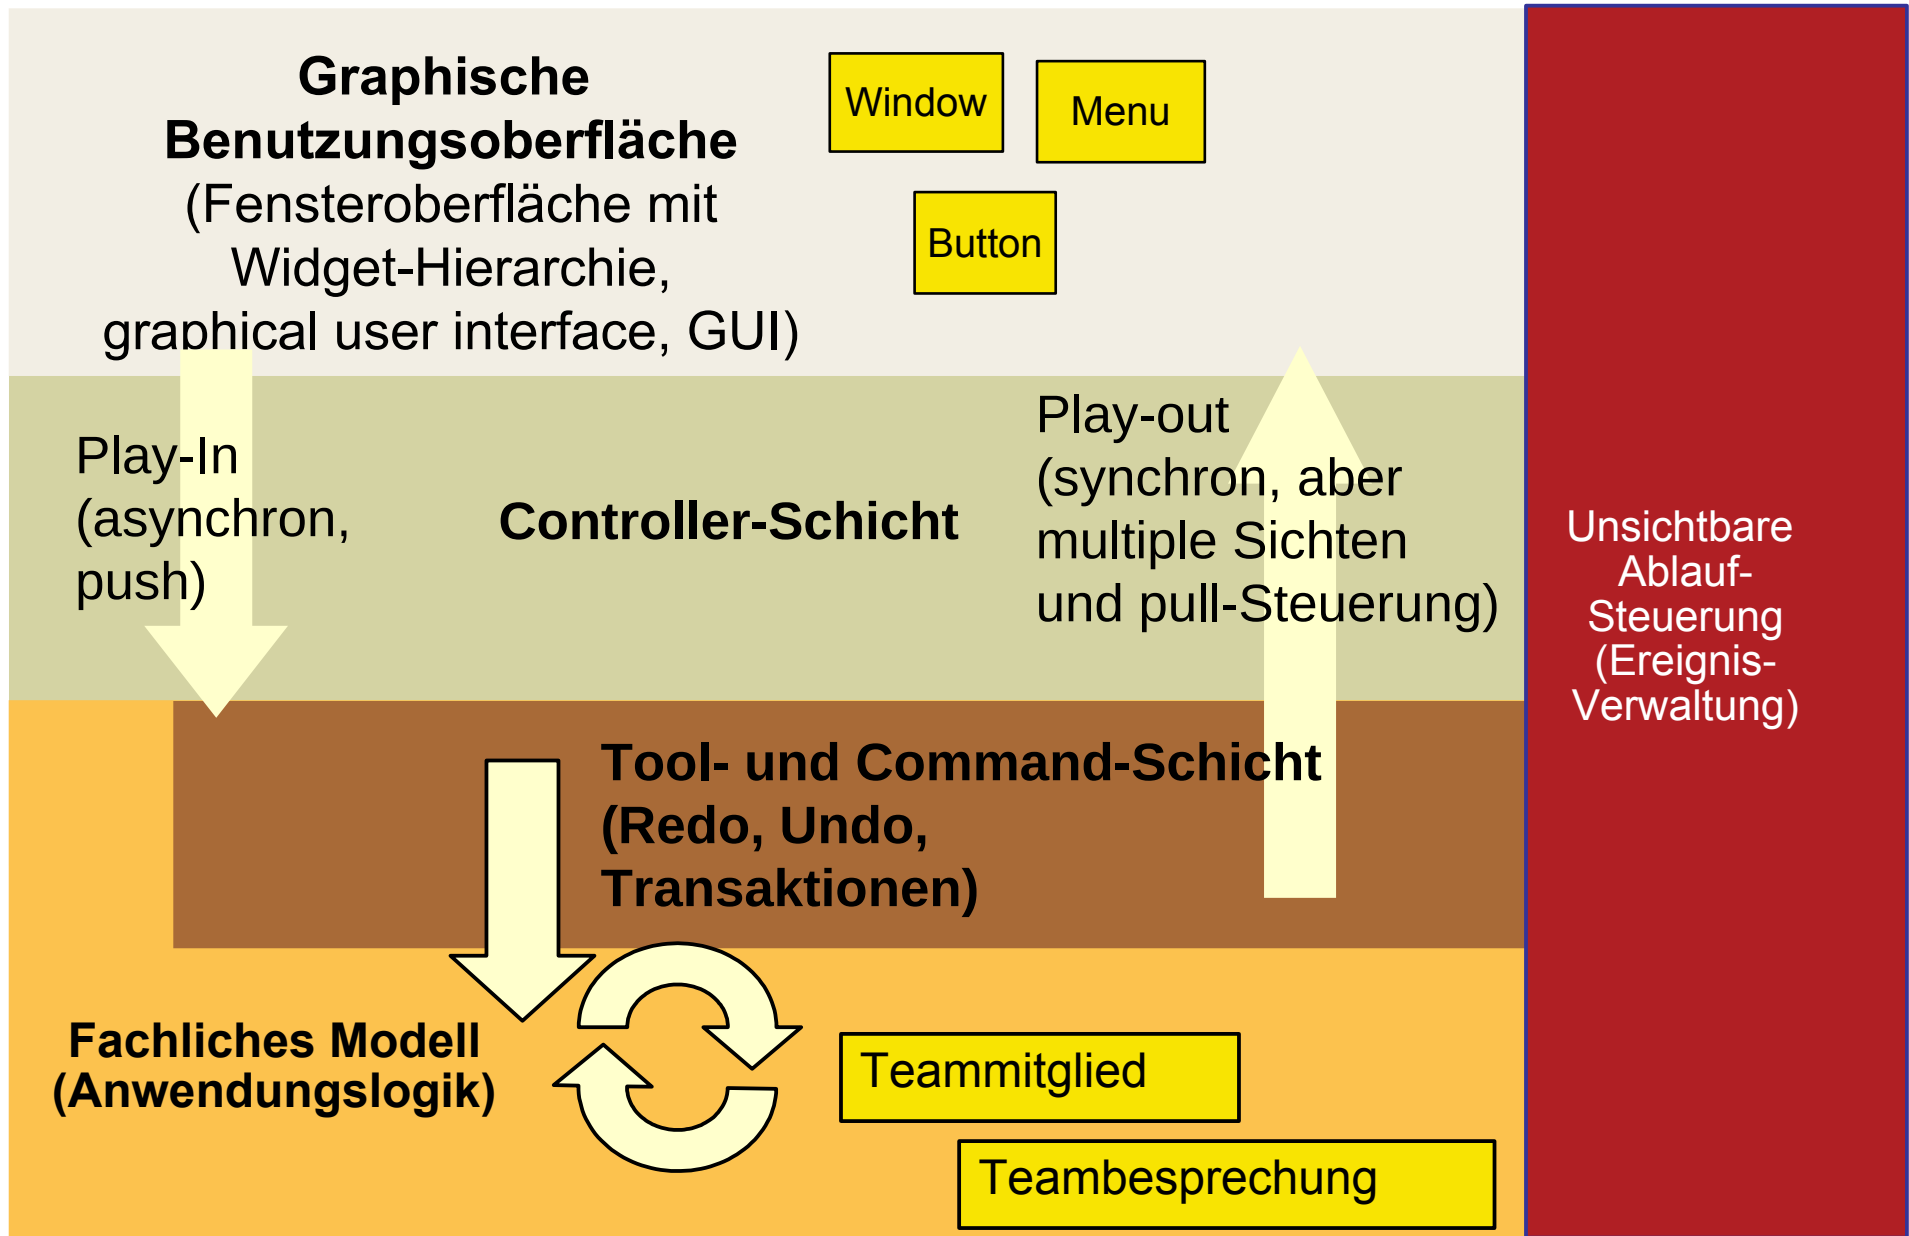 Graphische
Benutzungsoberfläche
(Fensteroberfläche mit
Widget-Hierarchie,
graphical user interface, GUI)
Window
Menu
Button
Play-In
(asynchron,
push)
Controller-Schicht
Play-out
(synchron, aber
multiple Sichten
und pull-Steuerung)
Unsichtbare
Ablauf-
Steuerung
(Ereignis-
Verwaltung)
Tool- und Command-Schicht
(Redo, Undo,
Transaktionen)
Fachliches Modell
(Anwendungslogik)
Teammitglied
Teambesprechung